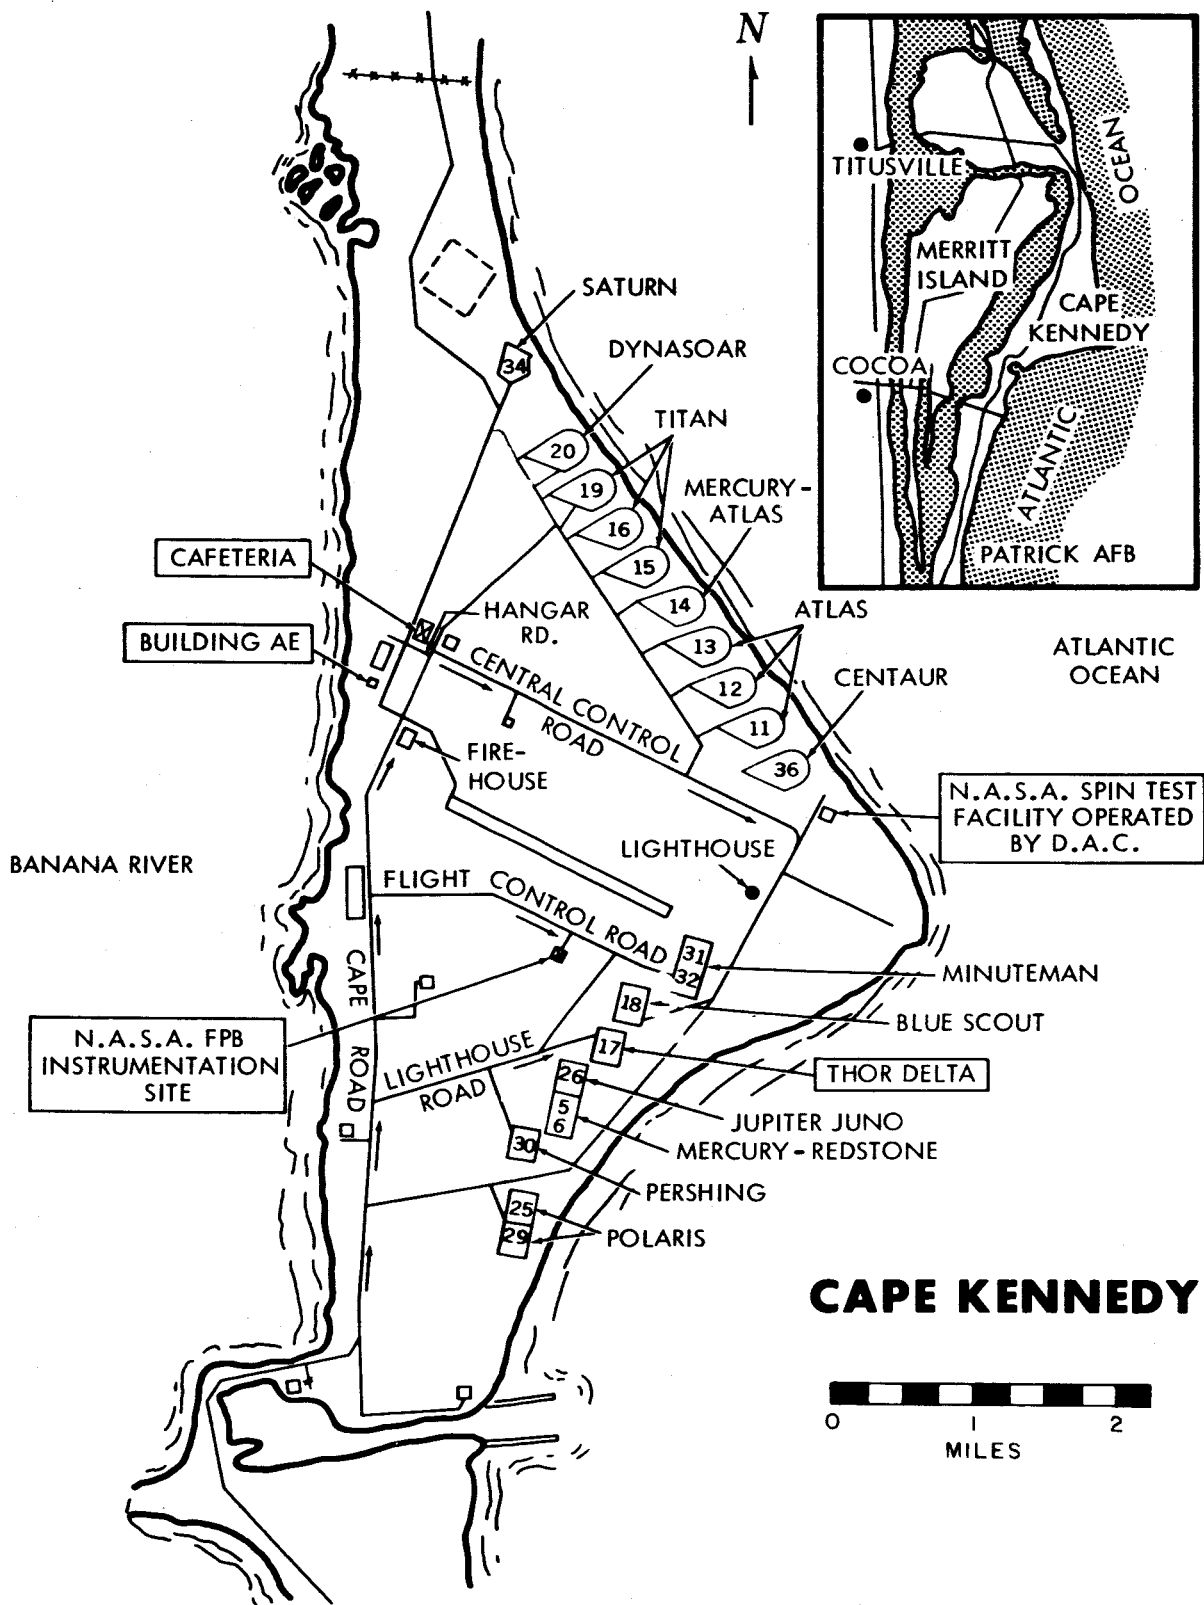 N
TITUSVILLE
OCEAN
MERRITT
ISLAND
CAPE
KENNEDY
COCOA
ATLANTIC
PATRICK AFB
SATURN
34
DYNASOAR
20
TITAN
19
16
15
MERCURY-
ATLAS
14
ATLAS
13
12
11
CENTAUR
36
ATLANTIC
OCEAN
CAFETERIA
BUILDING AE
HANGAR
RD.
CENTRAL CONTROL
ROAD
FIRE-
HOUSE
N.A.S.A. SPIN TEST
FACILITY OPERATED
BY D.A.C.
LIGHTHOUSE
BANANA RIVER
FLIGHT CONTROL ROAD
CAPE ROAD
31
32
MINUTEMAN
18
BLUE SCOUT
N.A.S.A. FPB
INSTRUMENTATION
SITE
LIGHTHOUSE
ROAD
17
THOR DELTA
26
JUPITER JUNO
5
6
MERCURY-REDSTONE
30
PERSHING
25
29
POLARIS
CAPE KENNEDY
0 1 2
MILES